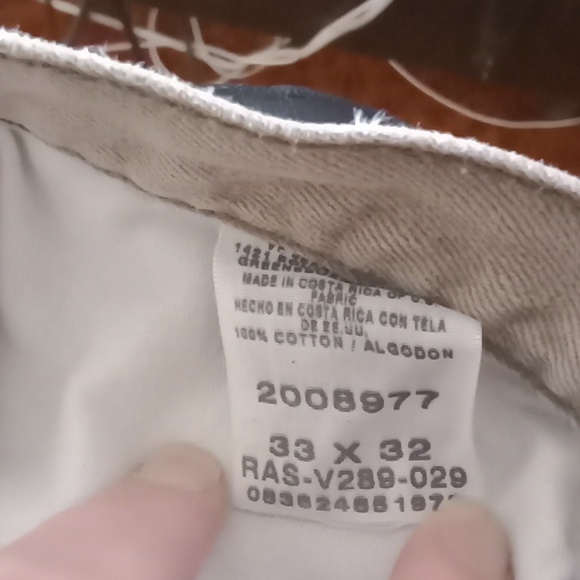 MADE IN COSTA RICA OF U.S.
FABRIC
HECHO EN COSTA RICA CON TELA
DE EE.UU.
100% COTTON / ALGODON
2008977
33 X 32
RAS-V289-029